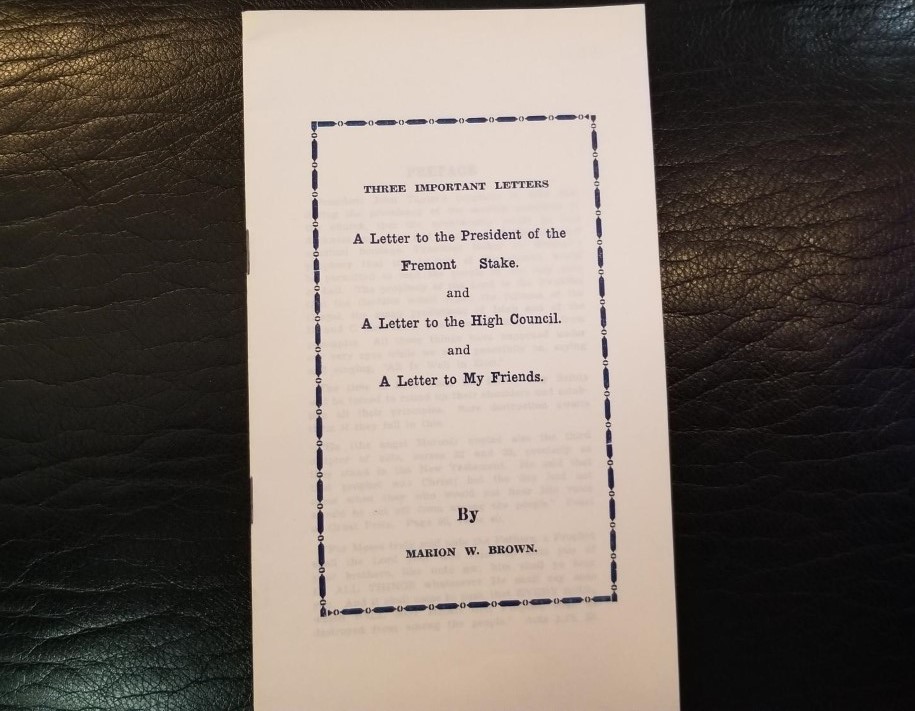 THREE IMPORTANT LETTERS
A Letter to the President of the
Fremont Stake.
and
A Letter to the High Council.
and
A Letter to My Friends.
By
MARION W. BROWN.